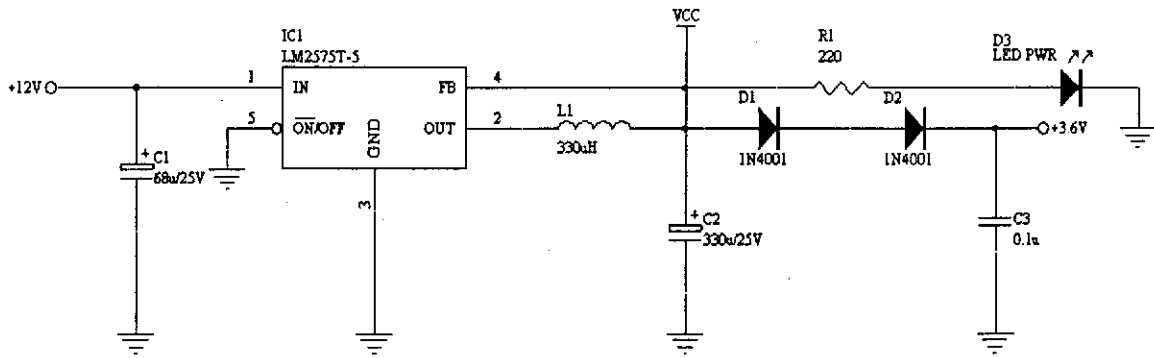 IC1
LM2575T-5
+12V
1
IN
5
ON/OFF
GND
3
FB
4
OUT
2
C1
68u/25V
+
L1
330uH
VCC
+
C2
330u/25V
R1
220
D1
1N4001
D2
1N4001
D3
LED PWR
+3.6V
C3
0.1u